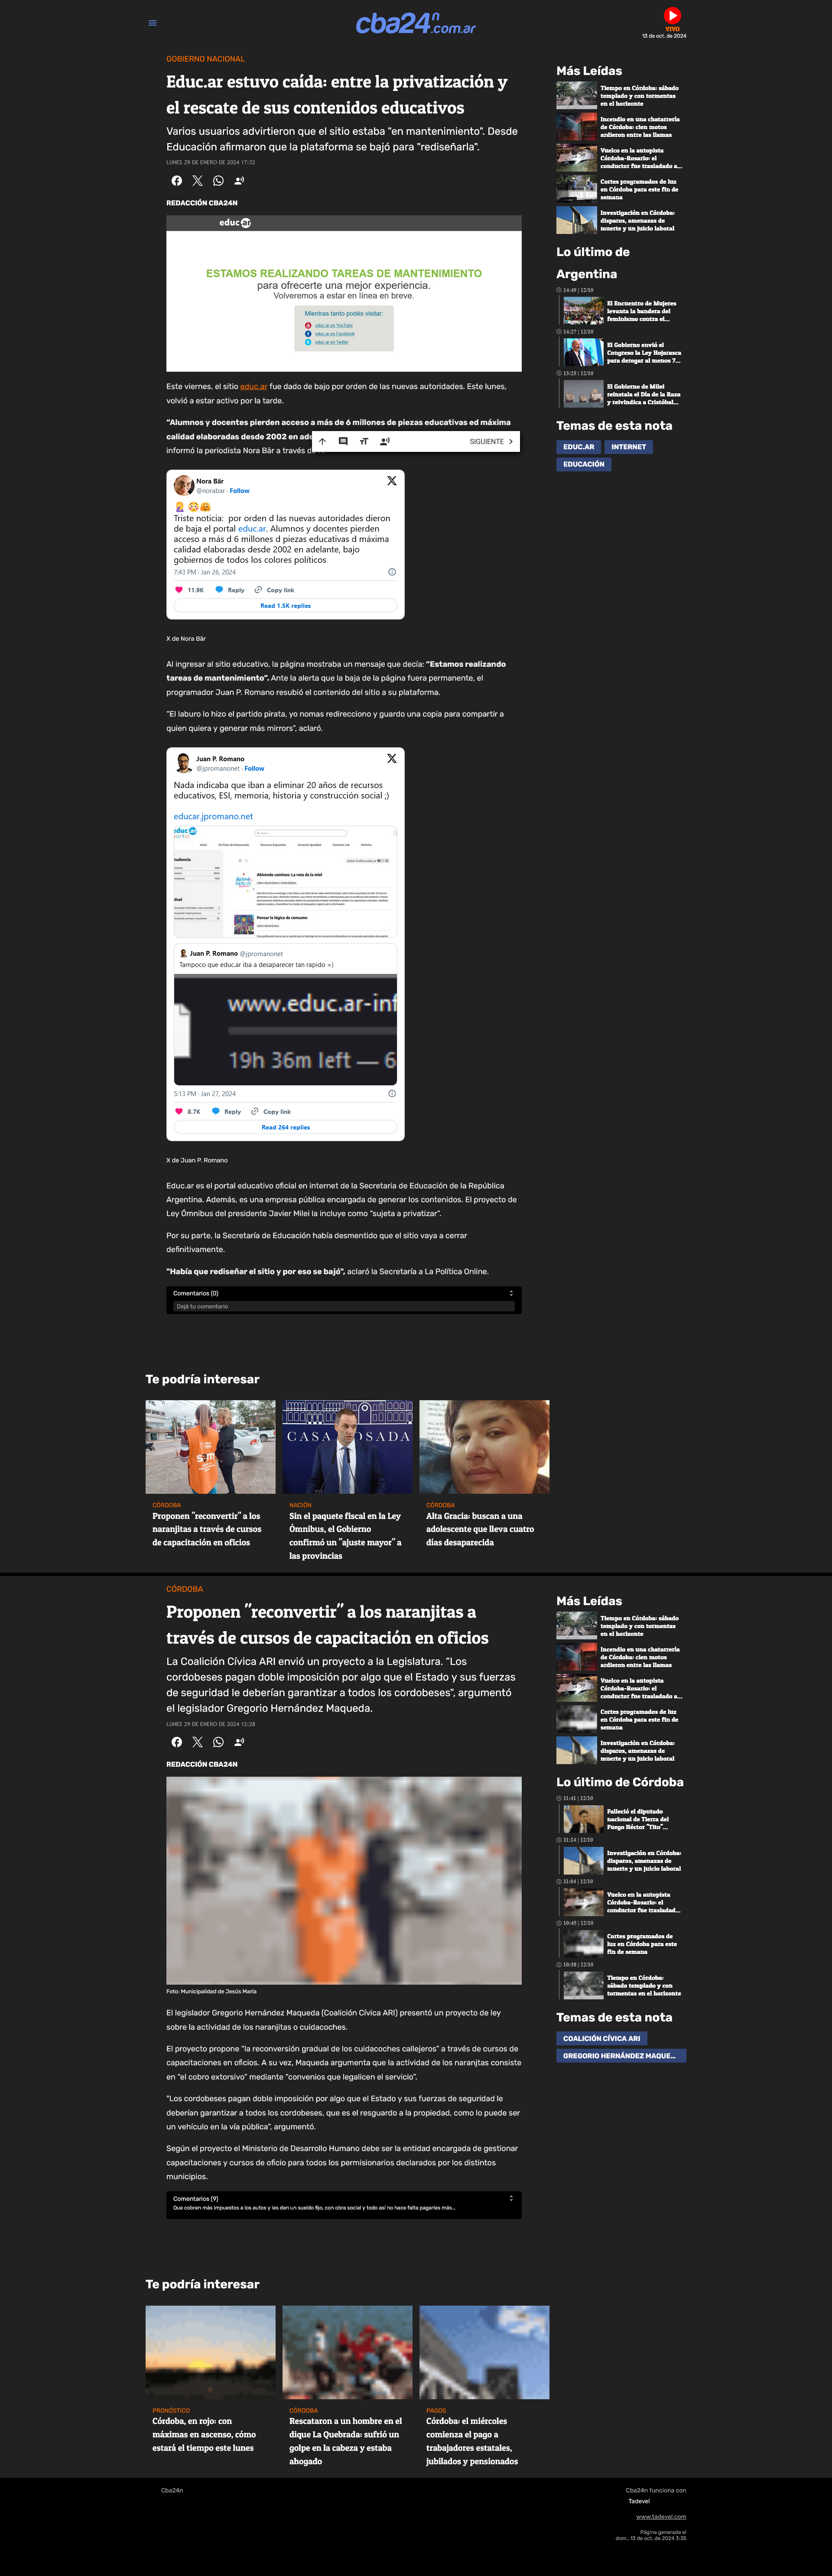 cba24n.com.ar
VIVO
13 de oct. de 2024
GOBIERNO NACIONAL
Educ.ar estuvo caída: entre la privatización y
el rescate de sus contenidos educativos
Varios usuarios advirtieron que el sitio estaba "en mantenimiento". Desde
Educación afirmaron que la plataforma se bajó para "rediseñarla".
LUNES 29 DE ENERO DE 2024 17:32
REDACCIÓN CBA24N
educ ar
ESTAMOS REALIZANDO TAREAS DE MANTENIMIENTO
para ofrecerte una mejor experiencia.
Volveremos a estar en línea en breve.
Mientras tanto podés visitar:
educ.ar en YouTube
educ.ar en Facebook
educ.ar en Twitter
Este viernes, el sitio educ.ar fue dado de bajo por orden de las nuevas autoridades. Este lunes,
volvió a estar activo por la tarde.
"Alumnos y docentes pierden acceso a más de 6 millones de piezas educativas ed máxima
calidad elaboradas desde 2002 en ade
informó la periodista Nora Bär a través de
SIGUIENTE
Nora Bär
@norabar · Follow
Triste noticia: por orden d las nuevas autoridades dieron
de baja el portal educ.ar. Alumnos y docentes pierden
acceso a más d 6 millones d piezas educativas d máxima
calidad elaboradas desde 2002 en adelante, bajo
gobiernos de todos los colores políticos
7:43 PM · Jan 26, 2024
11.9K Reply Copy link
Read 1.5K replies
X de Nora Bär
Al ingresar al sitio educativo, la página mostraba un mensaje que decía: "Estamos realizando
tareas de mantenimiento". Ante la alerta que la baja de la página fuera permanente, el
programador Juan P. Romano resubió el contenido del sitio a su plataforma.
"El laburo lo hizo el partido pirata, yo nomas redirecciono y guardo una copia para compartir a
quien quiera y generar más mirrors", aclaró.
Juan P. Romano
@jpromanonet · Follow
Nada indicaba que iban a eliminar 20 años de recursos
educativos, ESI, memoria, historia y construcción social ;)
educar.jpromano.net
Audiencia
Abriendo caminos: La ruta de la miel
Pensar la lógica de consumo
Juan P. Romano @jpromanonet
Tampoco que educ.ar iba a desaparecer tan rapido =)
www.educ.ar-inf
19h 36m left — 6
5:13 PM · Jan 27, 2024
8.7K Reply Copy link
Read 264 replies
X de Juan P. Romano
Educ.ar es el portal educativo oficial en internet de la Secretaria de Educación de la República
Argentina. Además, es una empresa pública encargada de generar los contenidos. El proyecto de
Ley Ómnibus del presidente Javier Milei la incluye como "sujeta a privatizar".
Por su parte, la Secretaría de Educación había desmentido que el sitio vaya a cerrar
definitivamente.
"Había que rediseñar el sitio y por eso se bajó", aclaró la Secretaría a La Política Online.
Comentarios (0)
Dejá tu comentario
Más Leídas
Tiempo en Córdoba: sábado
templado y con tormentas
en el horizonte
Incendio en una chatarrería
de Córdoba: cien motos
ardieron entre las llamas
Vuelco en la autopista
Córdoba-Rosario: el
conductor fue trasladado a...
Cortes programados de luz
en Córdoba para este fin de
semana
Investigación en Córdoba:
disparos, amenazas de
muerte y un juicio laboral
Lo último de
Argentina
14:49 | 12/10
El Encuentro de Mujeres
levanta la bandera del
feminismo contra el...
14:27 | 12/10
El Gobierno envió el
Congreso la Ley Hojarasca
para derogar al menos 7...
13:25 | 12/10
El Gobierno de Milei
reinstala el Día de la Raza
y reivindica a Cristóbal...
Temas de esta nota
EDUC.AR INTERNET
EDUCACIÓN
Te podría interesar
CÓRDOBA
Proponen "reconvertir" a los
naranjitas a través de cursos
de capacitación en oficios
CASA ROSADA
NACIÓN
Sin el paquete fiscal en la Ley
Ómnibus, el Gobierno
confirmó un "ajuste mayor" a
las provincias
CÓRDOBA
Alta Gracia: buscan a una
adolescente que lleva cuatro
días desaparecida
CÓRDOBA
Proponen "reconvertir" a los naranjitas a
través de cursos de capacitación en oficios
La Coalición Cívica ARI envió un proyecto a la Legislatura. "Los
cordobeses pagan doble imposición por algo que el Estado y sus fuerzas
de seguridad le deberían garantizar a todos los cordobeses", argumentó
el legislador Gregorio Hernández Maqueda.
LUNES 29 DE ENERO DE 2024 12:28
REDACCIÓN CBA24N
Foto: Municipalidad de Jesús María
El legislador Gregorio Hernández Maqueda (Coalición Cívica ARI) presentó un proyecto de ley
sobre la actividad de los naranjitas o cuidacoches.
El proyecto propone "la reconversión gradual de los cuidacoches callejeros" a través de cursos de
capacitaciones en oficios. A su vez, Maqueda argumenta que la actividad de los naranjitas consiste
en "el cobro extorsivo" mediante "convenios que legalicen el servicio".
"Los cordobeses pagan doble imposición por algo que el Estado y sus fuerzas de seguridad le
deberían garantizar a todos los cordobeses, que es el resguardo a la propiedad, como lo puede ser
un vehículo en la vía pública", argumentó.
Según el proyecto el Ministerio de Desarrollo Humano debe ser la entidad encargada de gestionar
capacitaciones y cursos de oficio para todos los permisionarios declarados por los distintos
municipios.
Comentarios (9)
Que cobren más impuestos a los autos y les den un sueldo fijo, con obra social y todo así no hace falta pagarles más...
Más Leídas
Tiempo en Córdoba: sábado
templado y con tormentas
en el horizonte
Incendio en una chatarrería
de Córdoba: cien motos
ardieron entre las llamas
Vuelco en la autopista
Córdoba-Rosario: el
conductor fue trasladado a...
Cortes programados de luz
en Córdoba para este fin de
semana
Investigación en Córdoba:
disparos, amenazas de
muerte y un juicio laboral
Lo último de Córdoba
11:41 | 12/10
Falleció el diputado
nacional de Tierra del
Fuego Héctor "Tito"...
11:24 | 12/10
Investigación en Córdoba:
disparos, amenazas de
muerte y un juicio laboral
11:04 | 12/10
Vuelco en la autopista
Córdoba-Rosario: el
conductor fue trasladad...
10:45 | 12/10
Cortes programados de
luz en Córdoba para este
fin de semana
10:38 | 12/10
Tiempo en Córdoba:
sábado templado y con
tormentas en el horizonte
Temas de esta nota
COALICIÓN CÍVICA ARI
GREGORIO HERNÁNDEZ MAQUE...
Te podría interesar
PRONÓSTICO
Córdoba, en rojo: con
máximas en ascenso, cómo
estará el tiempo este lunes
CÓRDOBA
Rescataron a un hombre en el
dique La Quebrada: sufrió un
golpe en la cabeza y estaba
ahogado
PAGOS
Córdoba: el miércoles
comienza el pago a
trabajadores estatales,
jubilados y pensionados
Cba24n
Cba24n funciona con
Tadevel
www.tadevel.com
Página generada el
dom., 13 de oct. de 2024 3:35